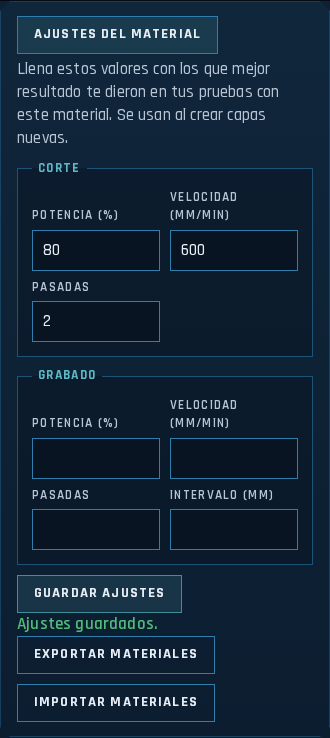 AJUSTES DEL MATERIAL
Llena estos valores con los que mejor
resultado te dieron en tus pruebas con
este material. Se usan al crear capas
nuevas.
CORTE
POTENCIA (%)
VELOCIDAD
(MM/MIN)
80
600
PASADAS
2
GRABADO
POTENCIA (%)
VELOCIDAD
(MM/MIN)
PASADAS
INTERVALO (MM)
GUARDAR AJUSTES
Ajustes guardados.
EXPORTAR MATERIALES
IMPORTAR MATERIALES